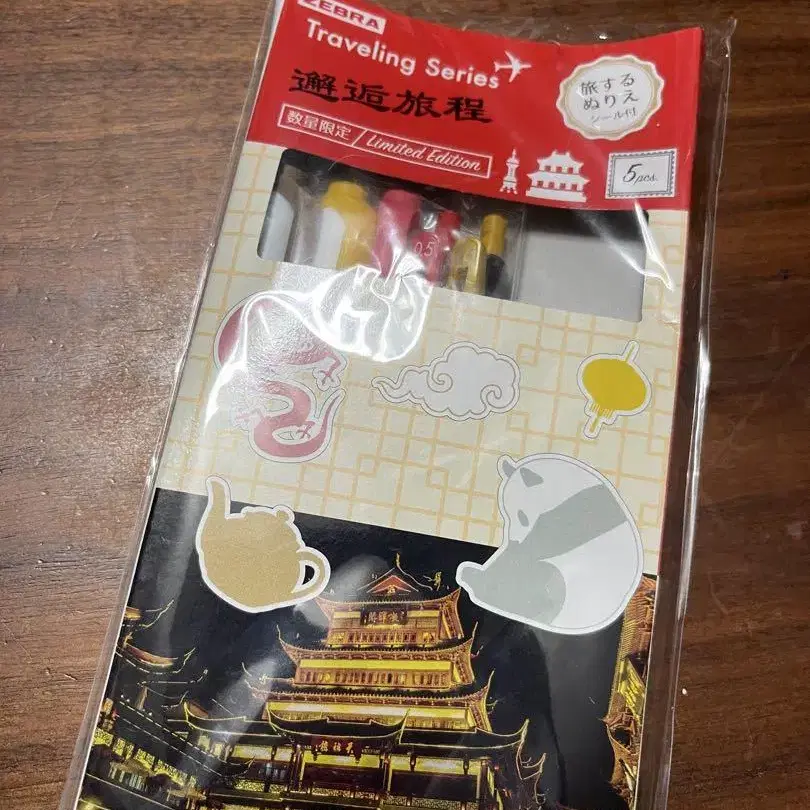 ZEBRA
Traveling Series
邂逅旅程
数量限定 / Limited Edition
旅する
ぬりえ
シール付
5pcs.
0.5